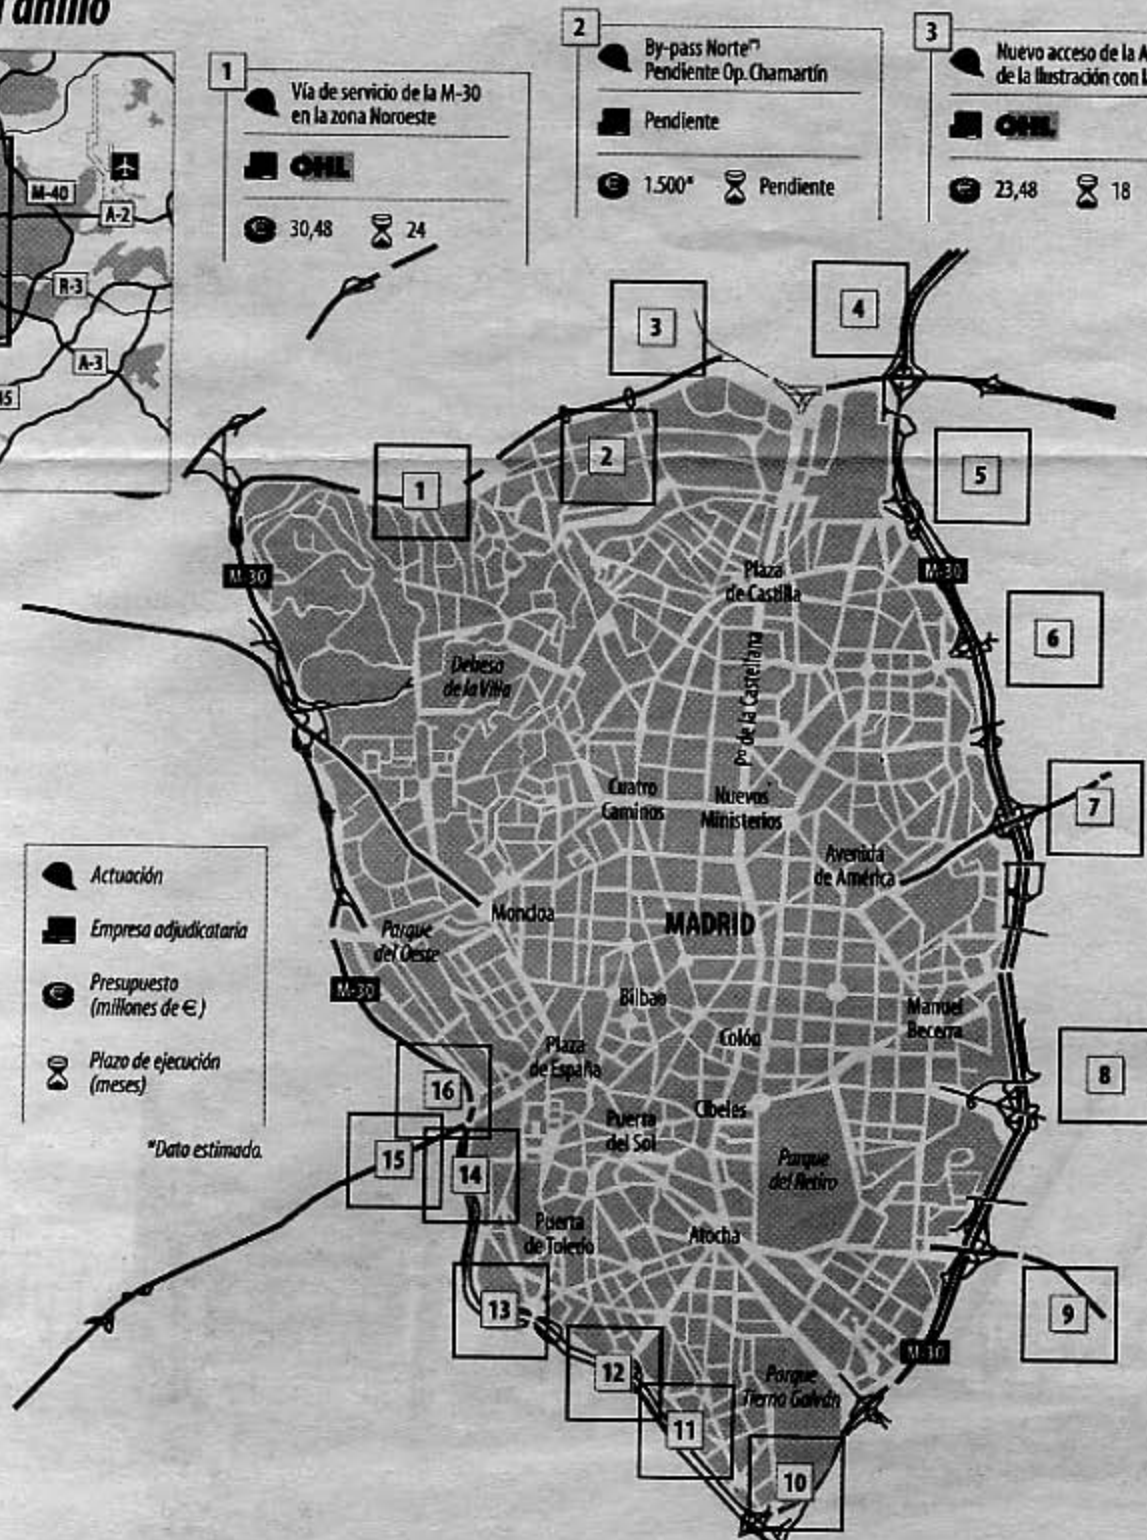 1
Vía de servicio de la M-30
en la zona Noroeste
OHL
30,48 24
2
By-pass Norte(*)
Pendiente Op. Chamartín
Pendiente
1.500* Pendiente
3
Nuevo acceso de la
de la Ilustración con
OHL
23,48 18
M-40
A-2
R-3
A-3
3
4
2
1
5
M-30
M-30
Plaza
de Castilla
6
Dehesa
de la Villa
Pº de la Castellana
Cuatro
Caminos
Nuevos
Ministerios
7
Avenida
de América
Actuación
Empresa adjudicataria
Presupuesto
(millones de €)
Plazo de ejecución
(meses)
*Dato estimado.
Moncloa
MADRID
Parque
del Oeste
M-30
Bilbao
Manuel
Becerra
Colón
Plaza
de España
8
16
Cibeles
Puerta
del Sol
15
14
Parque
del Retiro
Puerta
de Toledo
Atocha
13
9
M-30
12
Parque
Tierno Galván
11
10